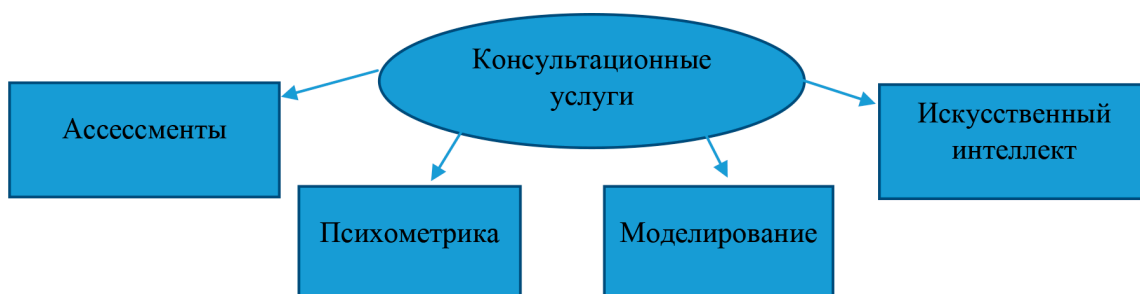 Консультационные
услуги
Ассессменты
Искусственный
интеллект
Психометрика
Моделирование